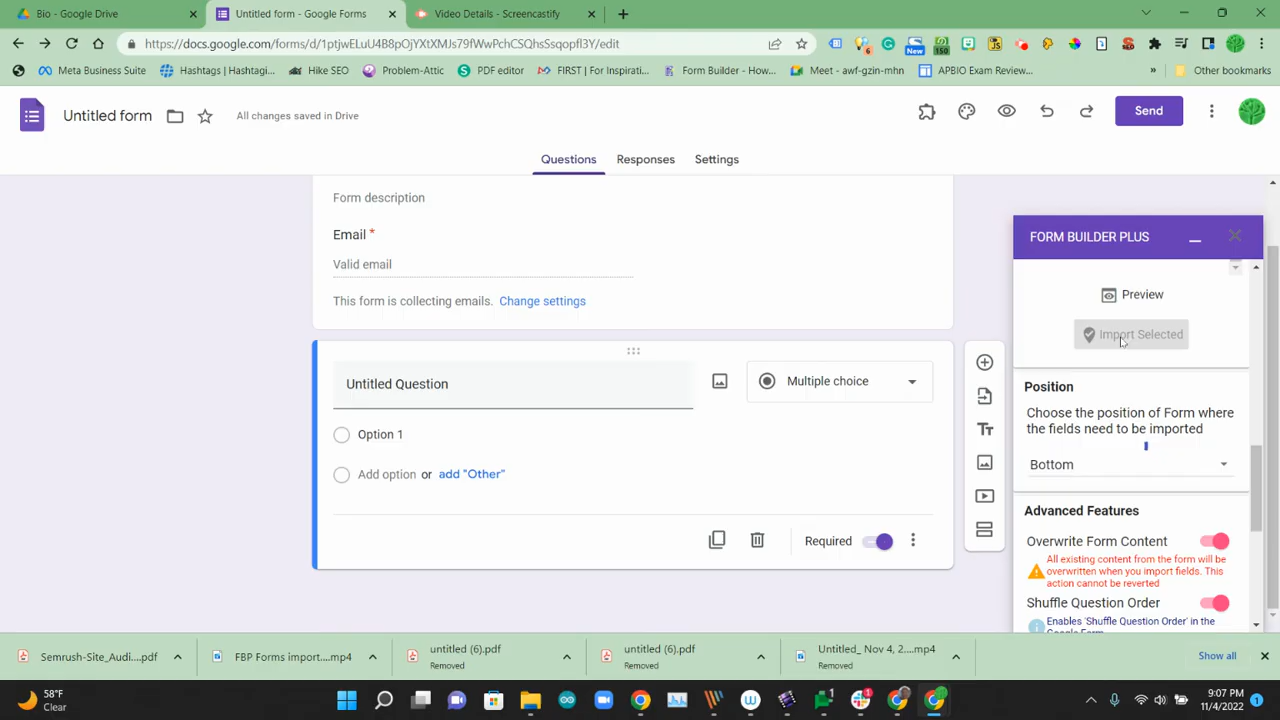 Bio - Google Drive
Untitled form - Google Forms
Video Details - Screencastify
https://docs.google.com/forms/d/1ptjwELuU4B8pOjYXtXMJs79fWwPchCSQhsSsqopfl3Y/edit
New
150
Meta Business Suite
Hashtags | Hashtagi...
Hike SEO
Problem-Attic
PDF editor
FIRST | For Inspirati...
Form Builder - How...
Meet - awf-gzin-mhn
APBIO Exam Review...
»
Other bookmarks
Untitled form
All changes saved in Drive
Send
Questions
Responses
Settings
Form description
Email *
Valid email
This form is collecting emails. Change settings
Untitled Question
Multiple choice
Option 1
Add option or add "Other"
Required
FORM BUILDER PLUS
Preview
Import Selected
Position
Choose the position of Form where
the fields need to be imported
Bottom
Advanced Features
Overwrite Form Content
All existing content from the form will be
overwritten when you import fields. This
action cannot be reverted
Shuffle Question Order
Enables 'Shuffle Question Order' in the
Google Form
Semrush-Site_Audi....pdf
FBP Forms import....mp4
untitled (6).pdf
Removed
untitled (6).pdf
Removed
Untitled_ Nov 4, 2....mp4
Removed
Show all
58°F
Clear
9:07 PM
11/4/2022